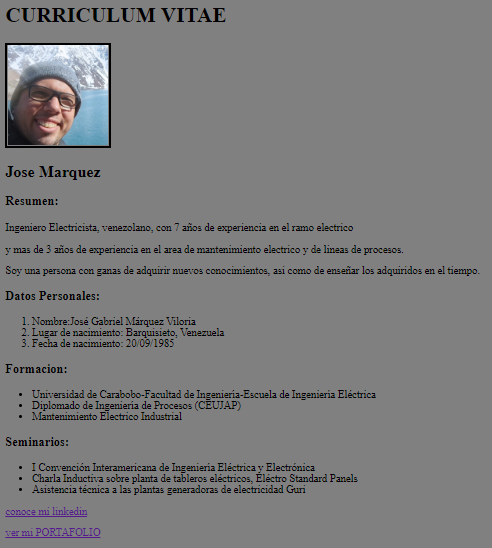 CURRICULUM VITAE
Jose Marquez
Resumen:
Ingeniero Electricista, venezolano, con 7 años de experiencia en el ramo electrico
y mas de 3 años de experiencia en el area de mantenimiento electrico y de lineas de procesos.
Soy una persona con ganas de adquirir nuevos conocimientos, asi como de enseñar los adquiridos en el tiempo.
Datos Personales:
1. Nombre:José Gabriel Márquez Viloria
2. Lugar de nacimiento: Barquisieto, Venezuela
3. Fecha de nacimiento: 20/09/1985
Formacion:
• Universidad de Carabobo-Facultad de Ingenieria-Escuela de Ingenieria Eléctrica
• Diplomado de Ingenieria de Procesos (CEUJAP)
• Mantenimiento Electrico Industrial
Seminarios:
• I Convención Interamericana de Ingenieria Eléctrica y Electrónica
• Charla Inductiva sobre planta de tableros eléctricos, Eléctro Standard Panels
• Asistencia técnica a las plantas generadoras de electricidad Guri
conoce mi linkedin
ver mi PORTAFOLIO